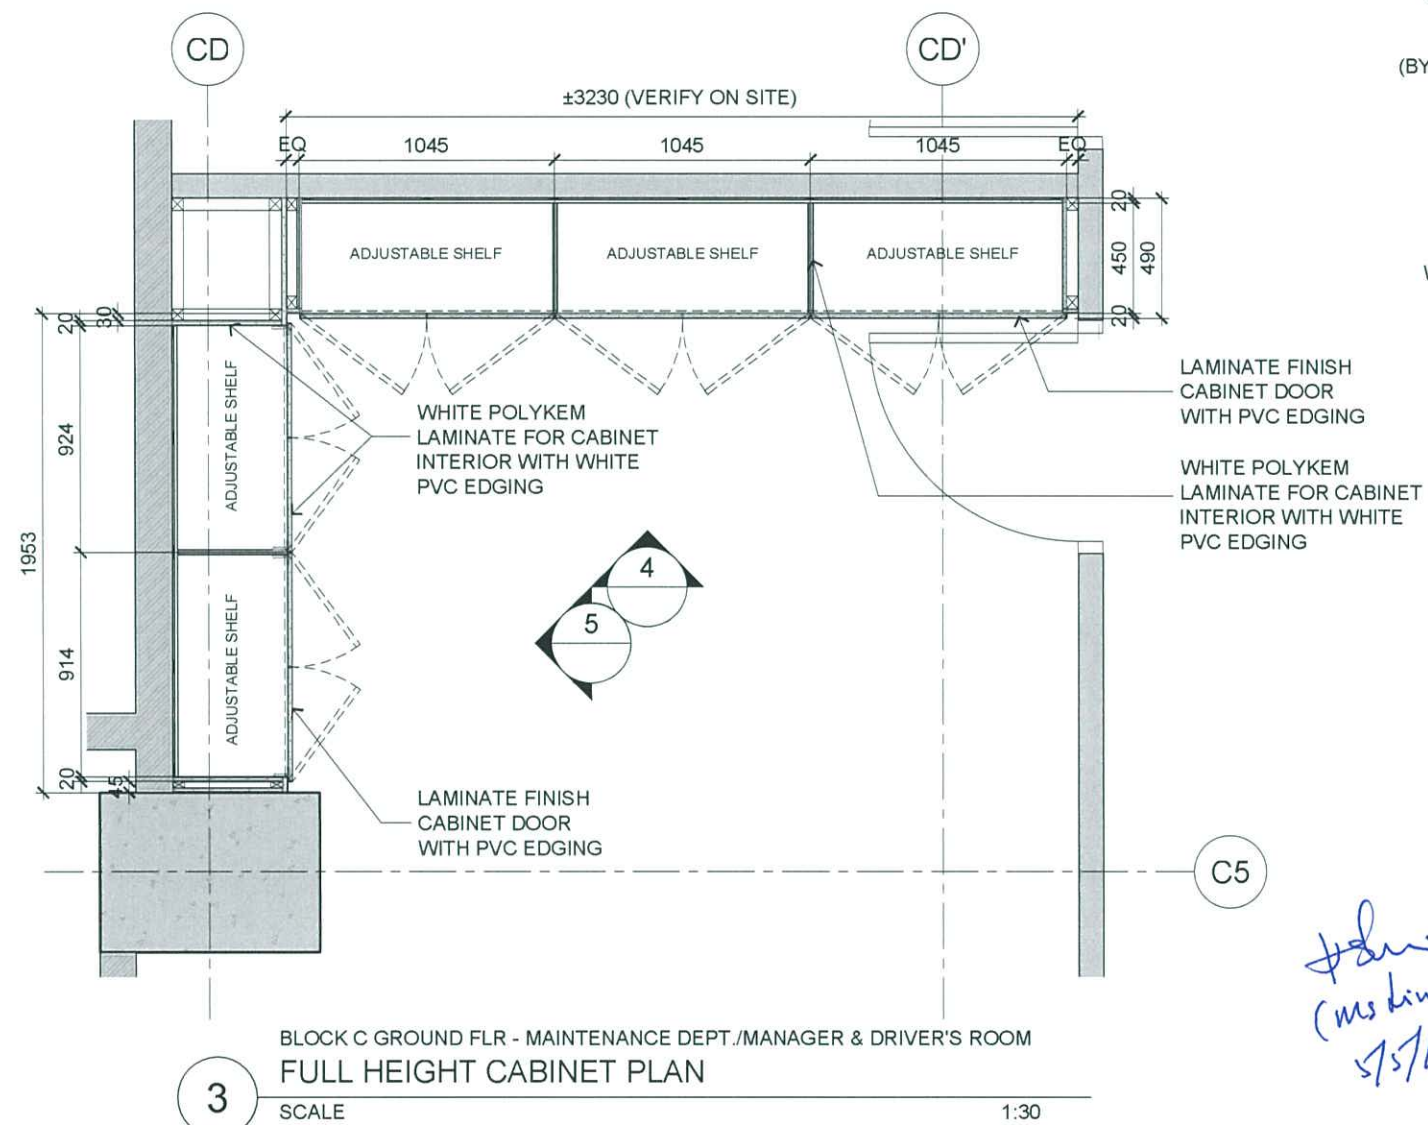 CD
CD'
(BY
±3230 (VERIFY ON SITE)
EQ 1045 1045 1045 EQ
ADJUSTABLE SHELF
ADJUSTABLE SHELF
ADJUSTABLE SHELF
20
450
490
20
W
20
30
924
ADJUSTABLE SHELF
1953
914
ADJUSTABLE SHELF
20
45
WHITE POLYKEM
LAMINATE FOR CABINET
INTERIOR WITH WHITE
PVC EDGING
LAMINATE FINISH
CABINET DOOR
WITH PVC EDGING
WHITE POLYKEM
LAMINATE FOR CABINET
INTERIOR WITH WHITE
PVC EDGING
4
5
LAMINATE FINISH
CABINET DOOR
WITH PVC EDGING
C5
BLOCK C GROUND FLR - MAINTENANCE DEPT./MANAGER & DRIVER'S ROOM
FULL HEIGHT CABINET PLAN
3
SCALE 1:30
(Ms
5/5/